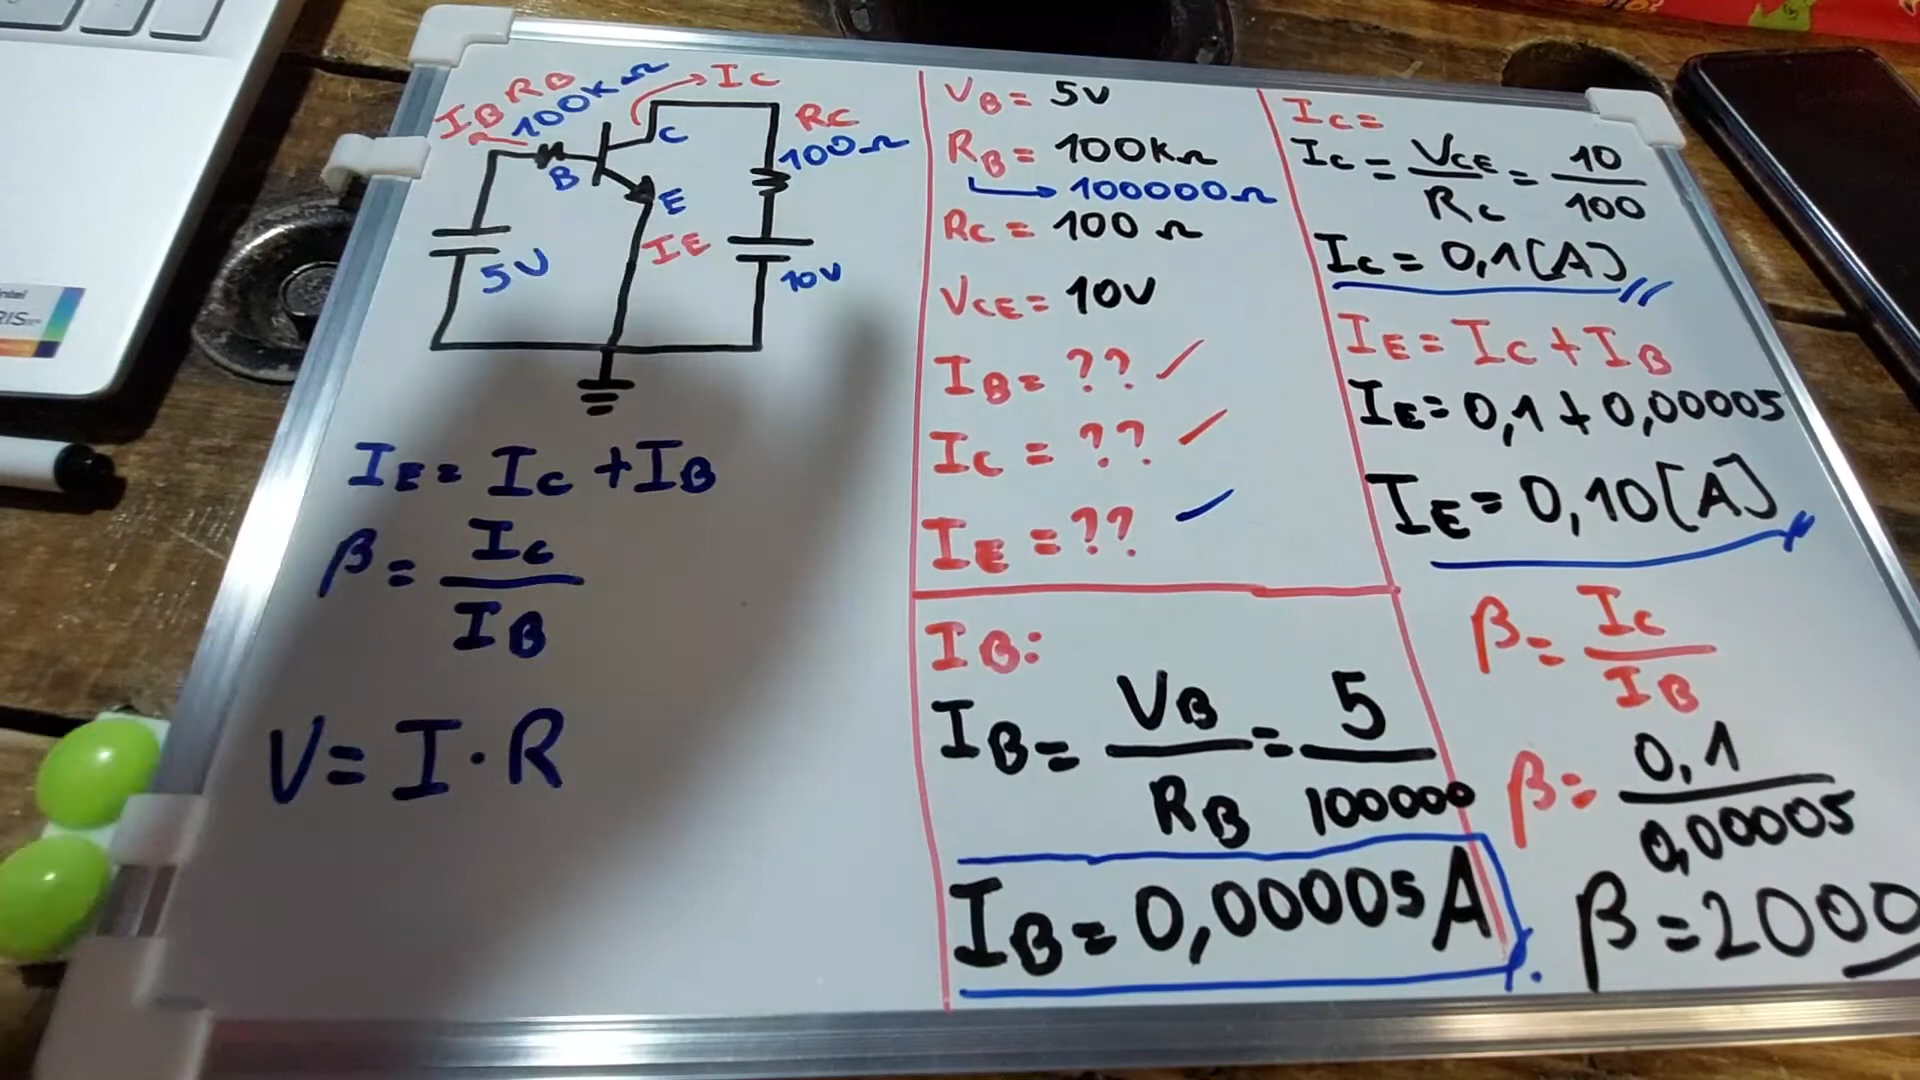 IB RB
100KΩ
IC
C
B
E
IE
5V
RC
100Ω
10V
IE = IC + IB
β = IC / IB
V = I · R
VB = 5V
RB = 100KΩ
100000Ω
RC = 100 Ω
VCE = 10V
IB = ??
IC = ??
IE = ??
IB:
IB = VB / RB = 5 / 100000
IB = 0,00005A
IC =
IC = VCE / RC = 10 / 100
IC = 0,1 [A]
IE = IC + IB
IE = 0,1 + 0,00005
IE = 0,10 [A]
β = IC / IB
β = 0,1 / 0,00005
β = 2000
intel